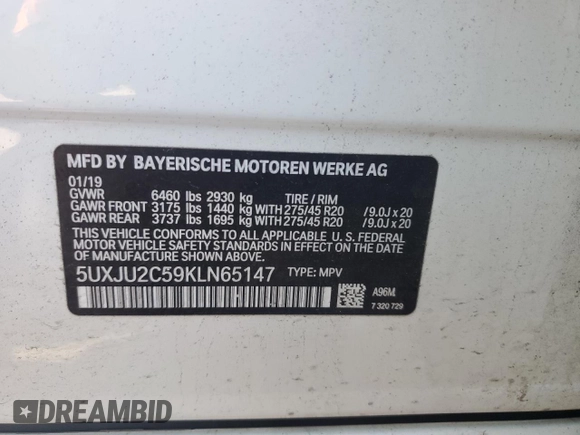 MFD BY BAYERISCHE MOTOREN WERKE AG
01/19
GVWR 6460 lbs 2930 kg TIRE / RIM
GAWR FRONT 3175 lbs 1440 kg WITH 275/45 R20 / 9.0J x 20
GAWR REAR 3737 lbs 1695 kg WITH 275/45 R20 / 9.0J x 20
THIS VEHICLE CONFORMS TO ALL APPLICABLE U.S. FEDERAL
MOTOR VEHICLE SAFETY STANDARDS IN EFFECT ON THE DATE
OF MANUFACTURE SHOWN ABOVE.
5UXJU2C59KLN65147 TYPE: MPV
A96M.
7 320 729
DREAMBID